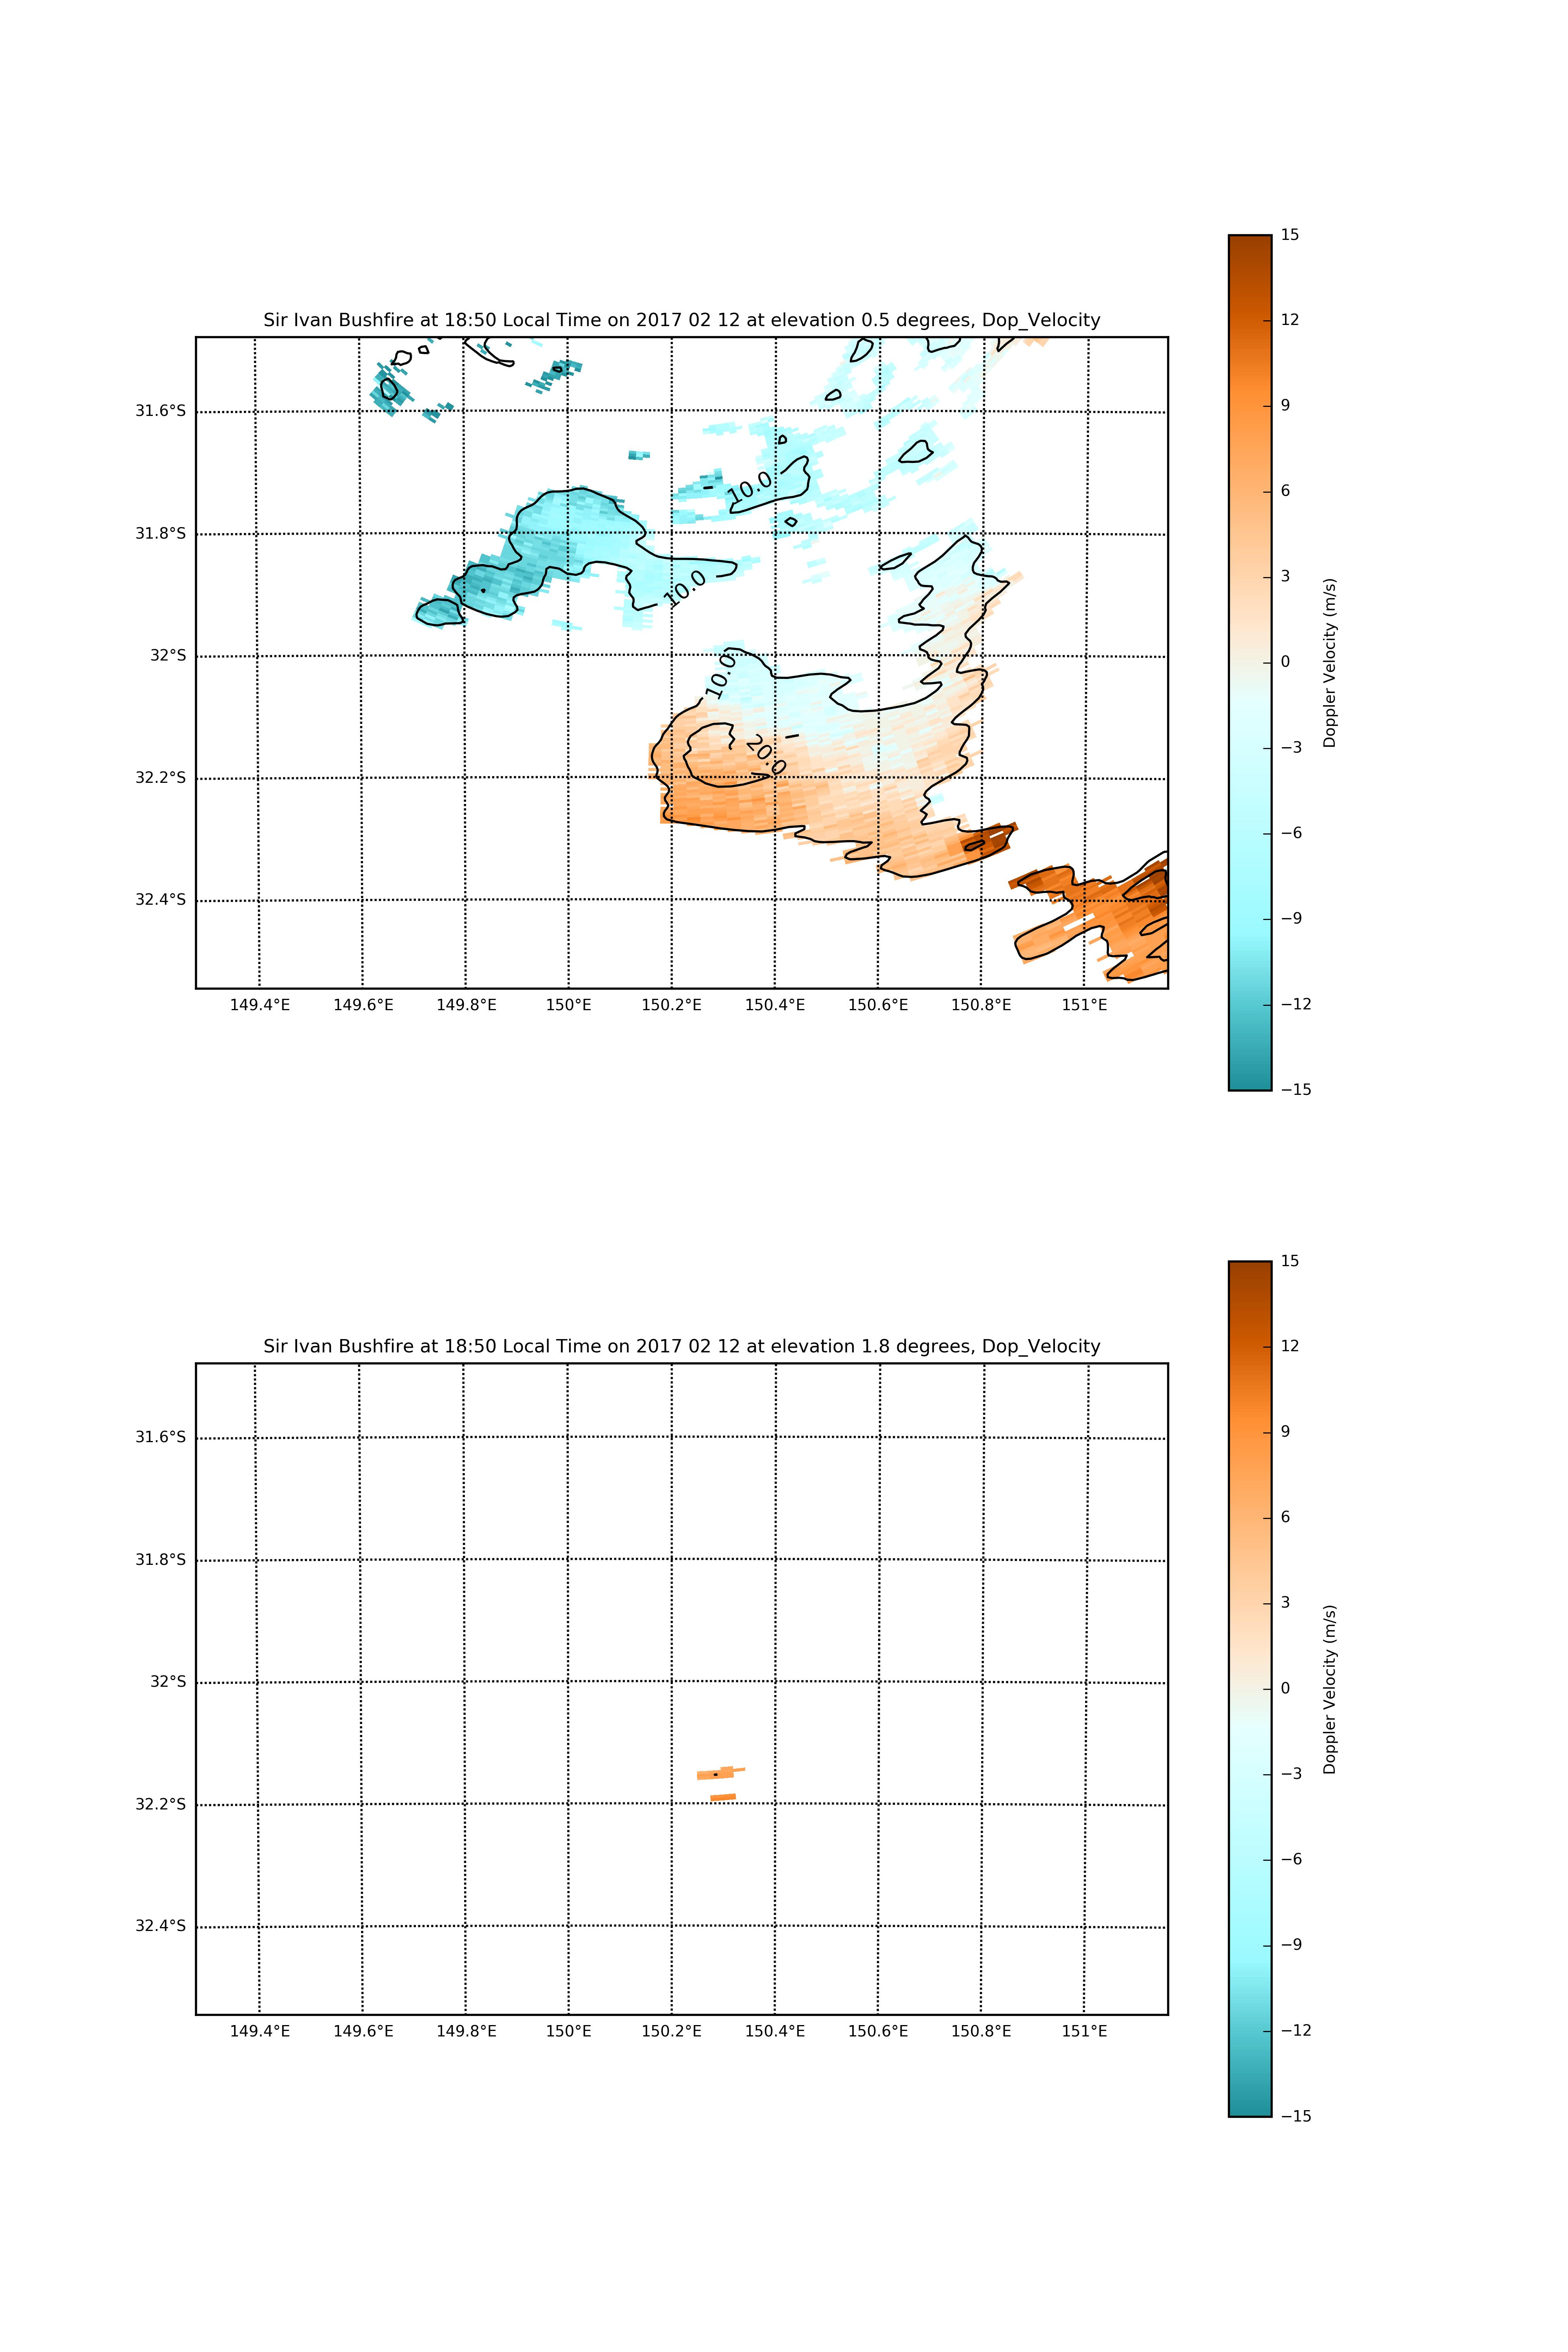 Sir Ivan Bushfire at 18:50 Local Time on 2017 02 12 at elevation 0.5 degrees, Dop_Velocity
31.6°S
31.8°S
32°S
32.2°S
32.4°S
10.0
10.0
10.0
20.0
149.4°E 149.6°E 149.8°E 150°E 150.2°E 150.4°E 150.6°E 150.8°E 151°E
15
12
9
6
3
0
−3
−6
−9
−12
−15
Doppler Velocity (m/s)
Sir Ivan Bushfire at 18:50 Local Time on 2017 02 12 at elevation 1.8 degrees, Dop_Velocity
31.6°S
31.8°S
32°S
32.2°S
32.4°S
149.4°E 149.6°E 149.8°E 150°E 150.2°E 150.4°E 150.6°E 150.8°E 151°E
15
12
9
6
3
0
−3
−6
−9
−12
−15
Doppler Velocity (m/s)